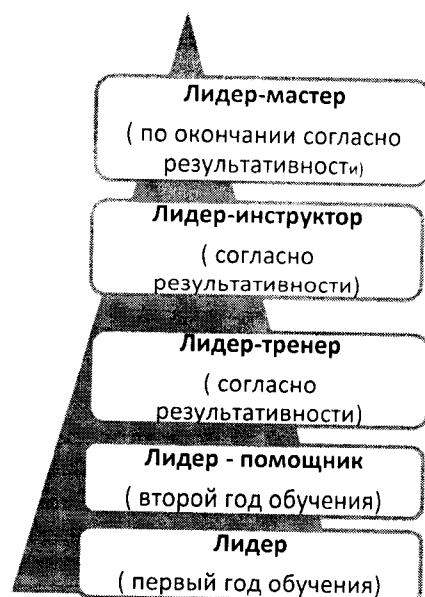 Лидер-мастер
( по окончании согласно
результативности)
Лидер-инструктор
( согласно
результативности)
Лидер-тренер
( согласно
результативности)
Лидер - помощник
( второй год обучения)
Лидер
( первый год обучения)